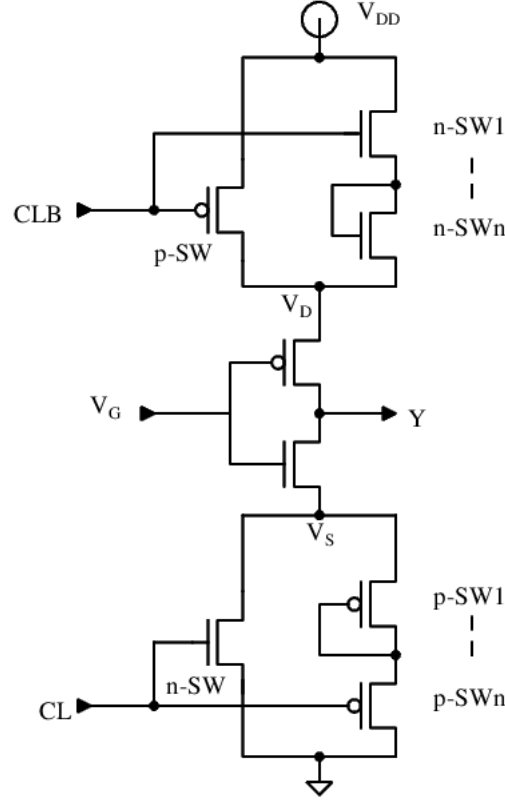 V_DD
n-SW1
CLB
n-SWn
p-SW
V_D
V_G
Y
V_S
p-SW1
n-SW
CL
p-SWn